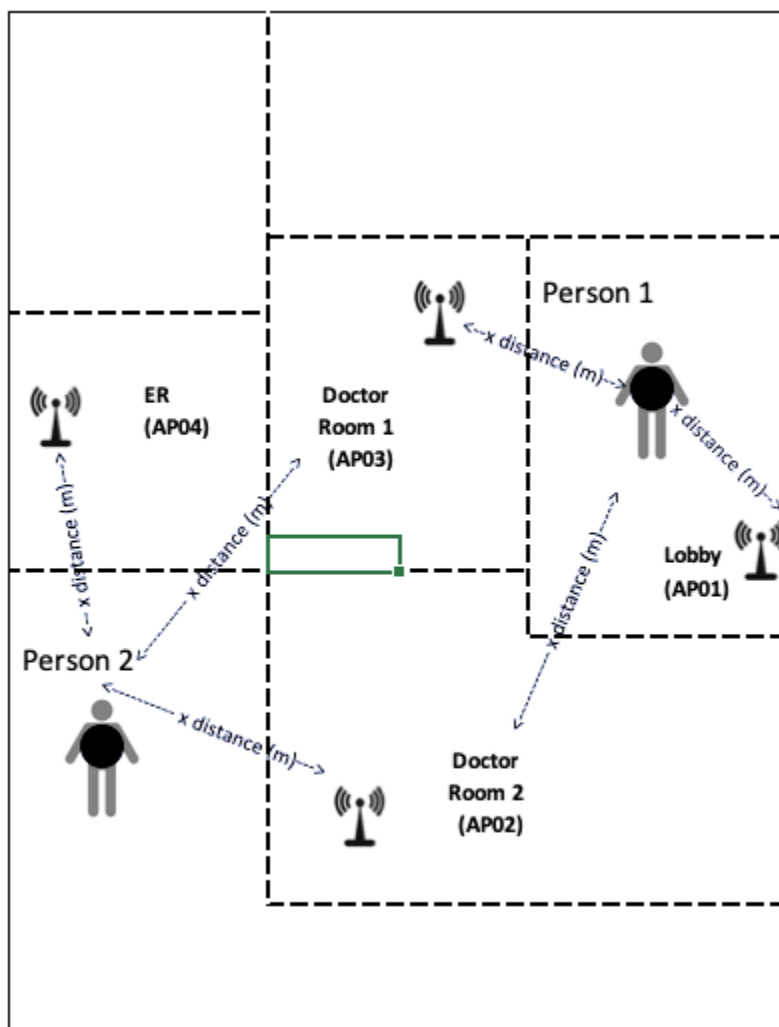 Person 1
x distance (m)
ER
(AP04)
Doctor
Room 1
(AP03)
x distance (m)
x distance (m)
x distance (m)
x distance (m)
Lobby
(AP01)
Person 2
x distance (m)
Doctor
Room 2
(AP02)